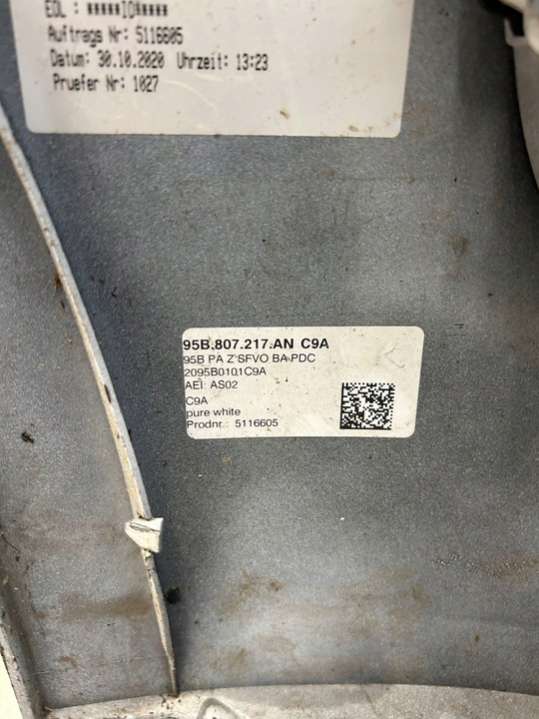 EDL : *****IO*****
Auftrags Nr: 5116605
Datum: 30.10.2020 Uhrzeit: 13:23
Pruefer Nr: 1027
95B.807.217.AN C9A
95B PA Z SFVO BA-PDC
2095B0101C9A
AEI: AS02
C9A
pure white
Prodnr.: 5116605